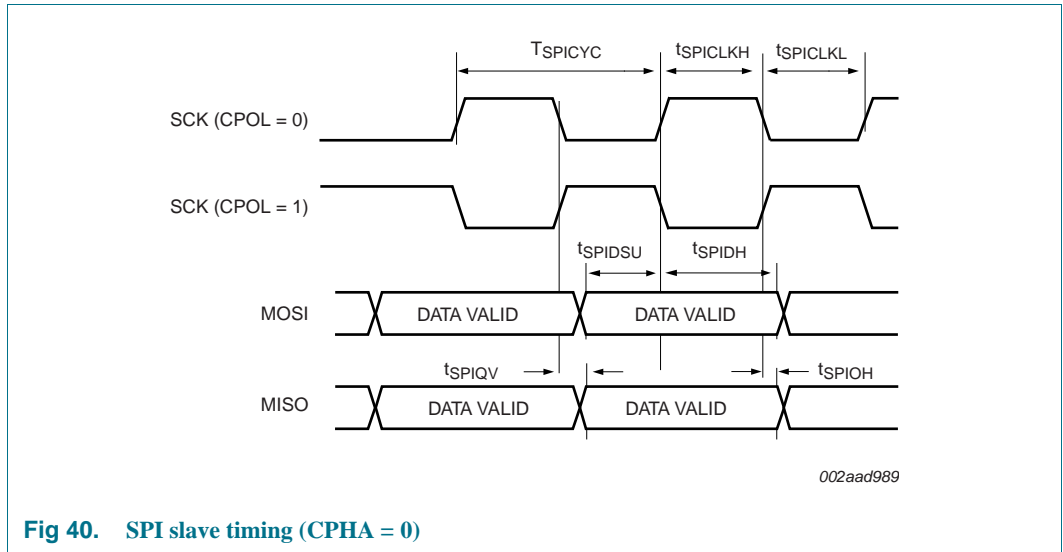 TSPICYC tSPICLKH tSPICLKL
SCK (CPOL = 0)
SCK (CPOL = 1)
tSPIDSU tSPIDH
MOSI DATA VALID DATA VALID
tSPIQV tSPIOH
MISO DATA VALID DATA VALID
002aad989
Fig 40. SPI slave timing (CPHA = 0)